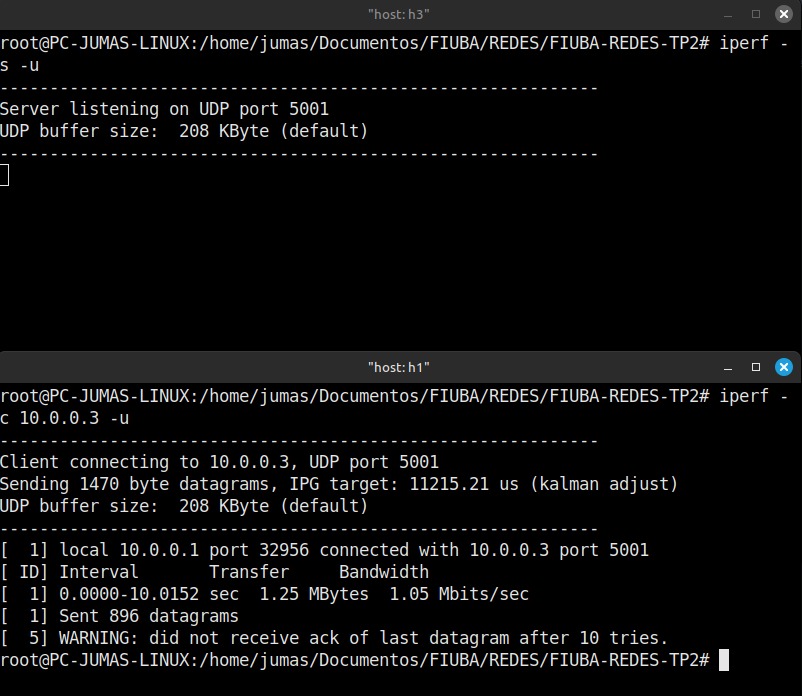 "host: h3"
root@PC-JUMAS-LINUX:/home/jumas/Documentos/FIUBA/REDES/FIUBA-REDES-TP2# iperf -
s -u
------------------------------------------------------------
Server listening on UDP port 5001
UDP buffer size:  208 KByte (default)
------------------------------------------------------------
"host: h1"
root@PC-JUMAS-LINUX:/home/jumas/Documentos/FIUBA/REDES/FIUBA-REDES-TP2# iperf -
c 10.0.0.3 -u
------------------------------------------------------------
Client connecting to 10.0.0.3, UDP port 5001
Sending 1470 byte datagrams, IPG target: 11215.21 us (kalman adjust)
UDP buffer size:  208 KByte (default)
------------------------------------------------------------
[  1] local 10.0.0.1 port 32956 connected with 10.0.0.3 port 5001
[ ID] Interval       Transfer     Bandwidth
[  1] 0.0000-10.0152 sec  1.25 MBytes  1.05 Mbits/sec
[  1] Sent 896 datagrams
[  5] WARNING: did not receive ack of last datagram after 10 tries.
root@PC-JUMAS-LINUX:/home/jumas/Documentos/FIUBA/REDES/FIUBA-REDES-TP2#